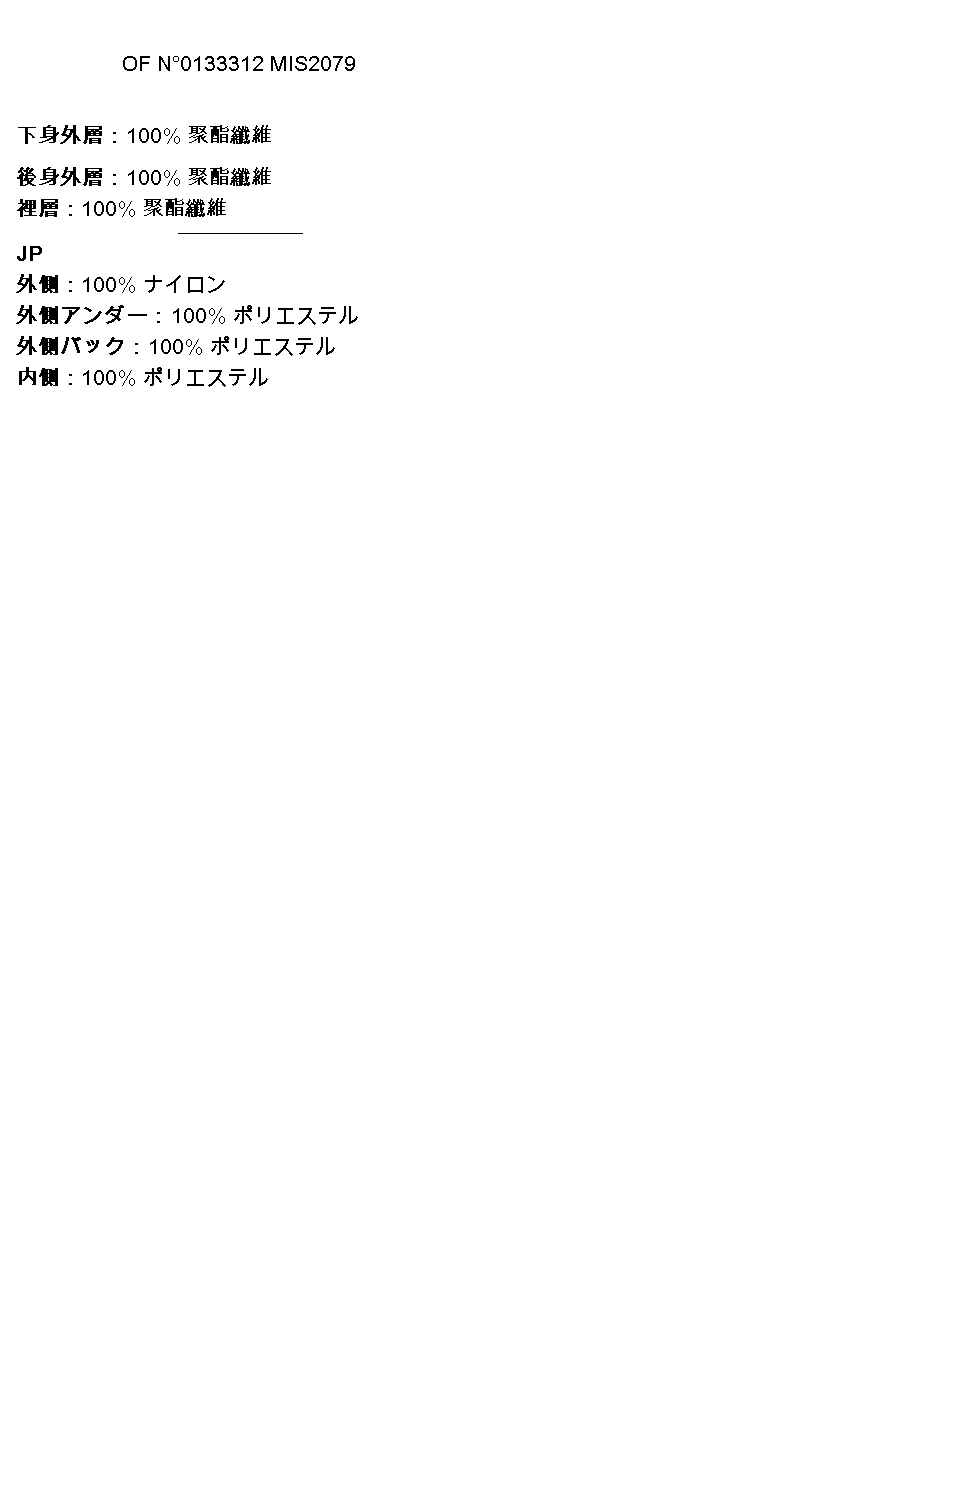 OF N°0133312 MIS2079
下身外層：100% 聚酯纖維
後身外層：100% 聚酯纖維
裡層：100% 聚酯纖維
JP
外側：100% ナイロン
外側アンダー：100% ポリエステル
外側バック：100% ポリエステル
内側：100% ポリエステル